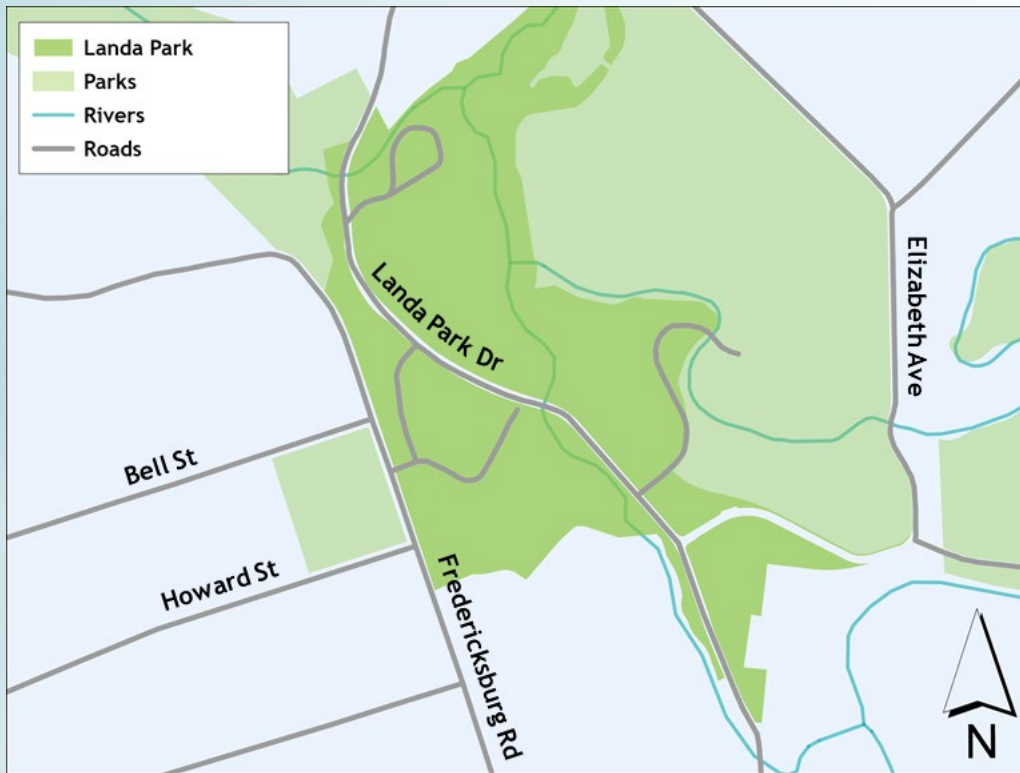 Landa Park
Parks
Rivers
Roads
Landa Park Dr
Elizabeth Ave
Bell St
Howard St
Fredericksburg Rd
N